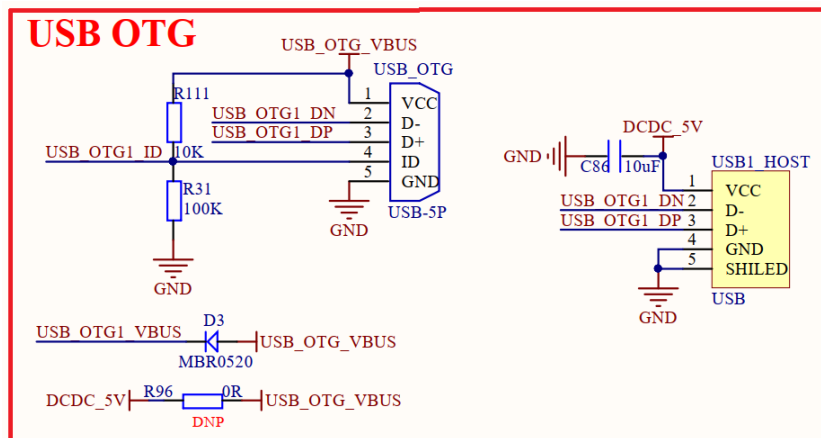 USB OTG
USB_OTG_VBUS
USB_OTG
R111
10K
1 VCC
USB_OTG1_DN 2 D-
USB_OTG1_DP 3 D+
USB_OTG1_ID 4 ID
5 GND
USB-5P
R31
100K
GND
GND
USB_OTG1_VBUS
D3
MBR0520
USB_OTG_VBUS
DCDC_5V
R96
0R
USB_OTG_VBUS
DNP
DCDC_5V
GND
C86
10uF
USB1_HOST
1 VCC
USB_OTG1_DN 2 D-
USB_OTG1_DP 3 D+
4 GND
5 SHILED
GND
USB